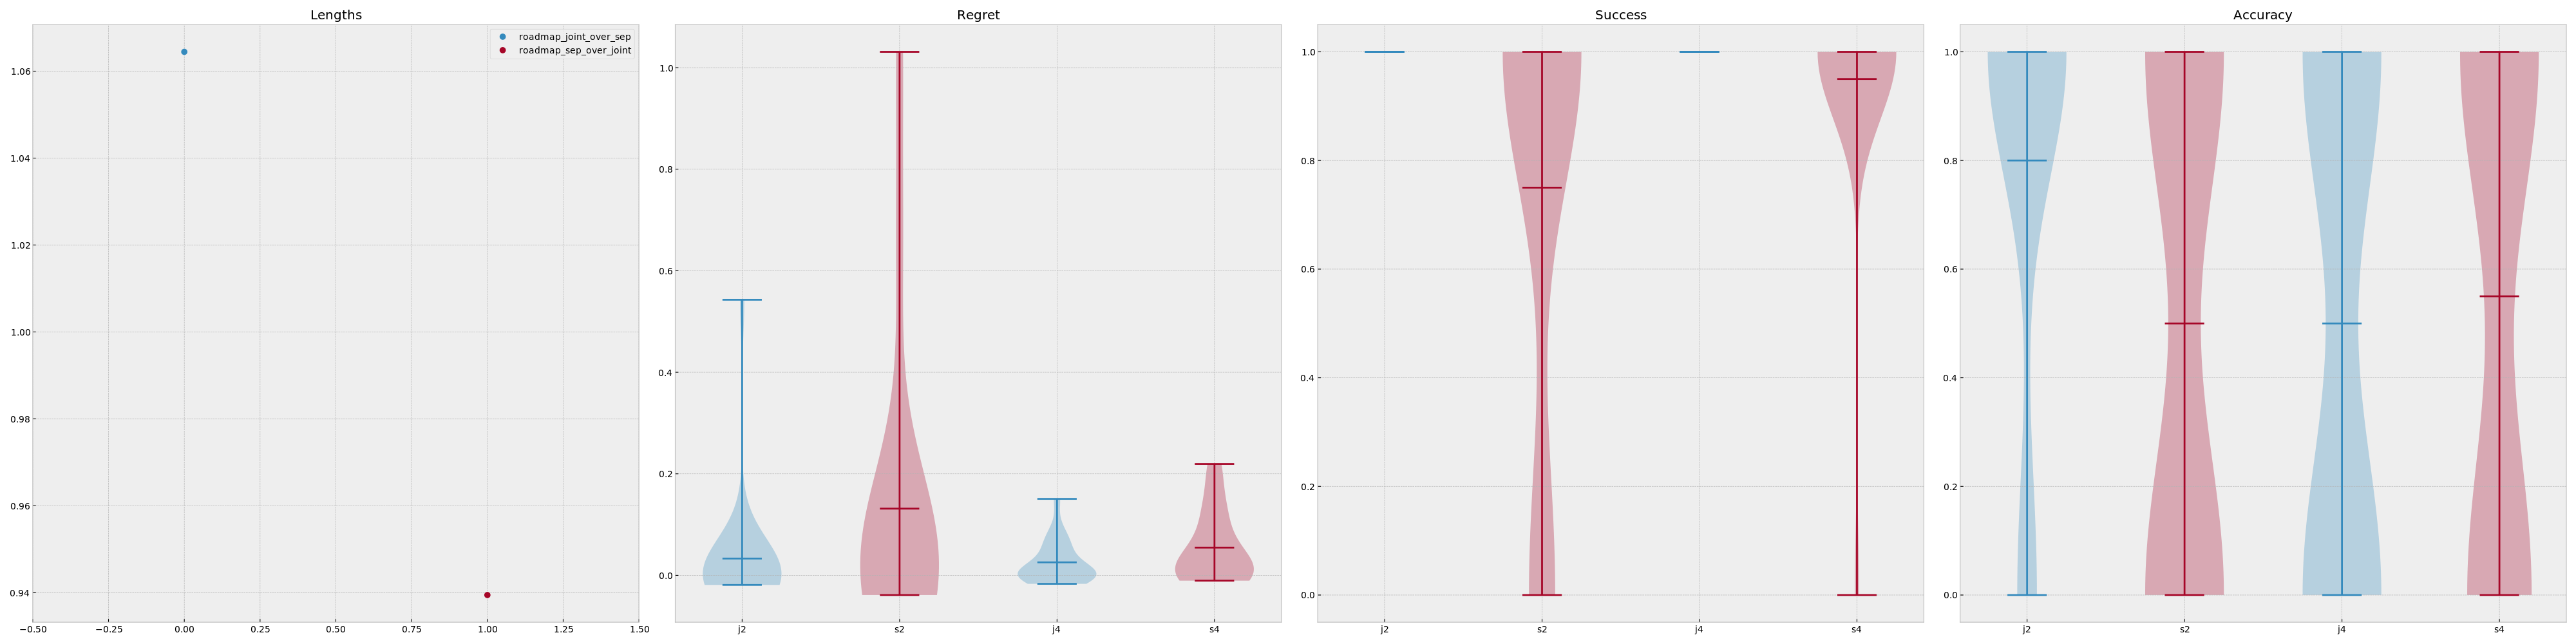 Lengths
roadmap_joint_over_sep
roadmap_sep_over_joint
1.06
1.04
1.02
1.00
0.98
0.96
0.94
−0.50 −0.25 0.00 0.25 0.50 0.75 1.00 1.25 1.50
Regret
1.0
0.8
0.6
0.4
0.2
0.0
j2 s2 j4 s4
Success
1.0
0.8
0.6
0.4
0.2
0.0
j2 s2 j4 s4
Accuracy
1.0
0.8
0.6
0.4
0.2
0.0
j2 s2 j4 s4